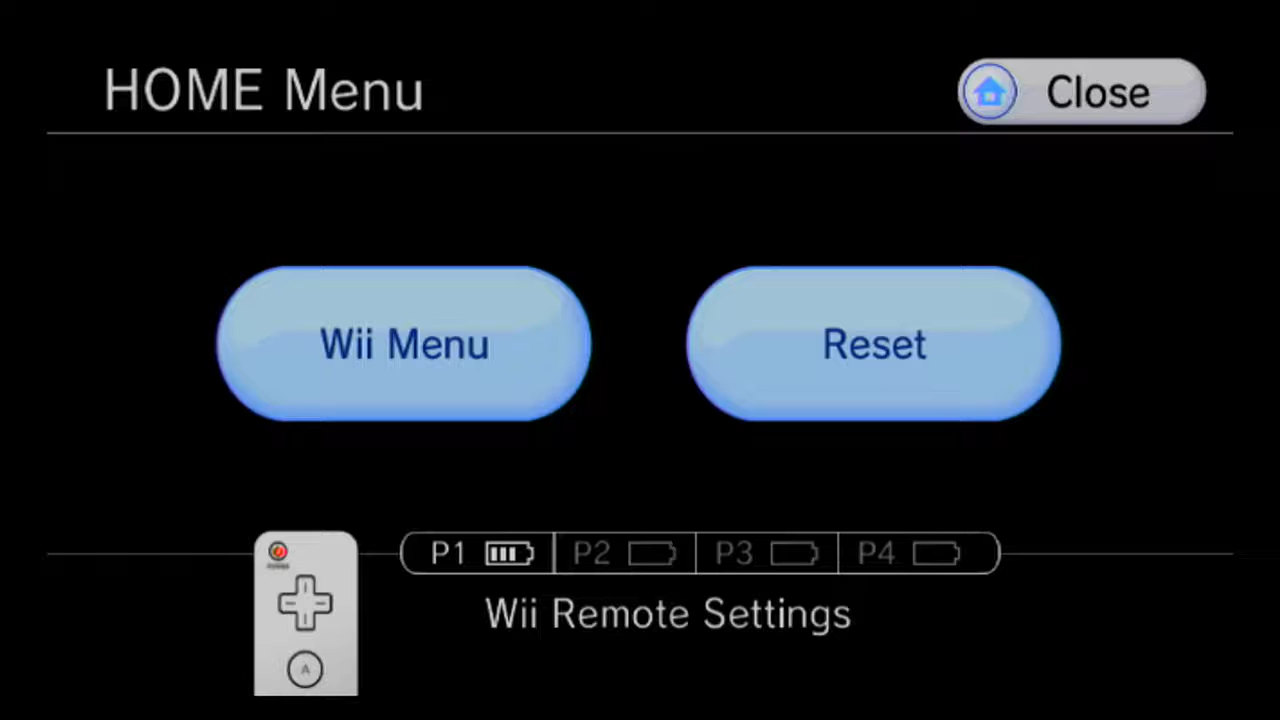 HOME Menu
Close
Wii Menu
Reset
P1 P2 P3 P4
Wii Remote Settings
A